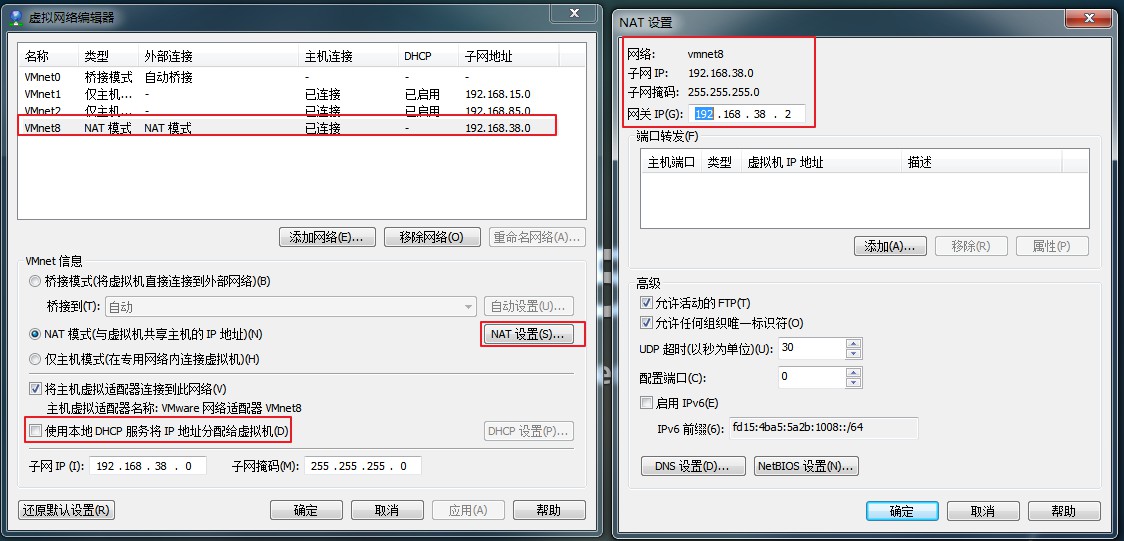 虚拟网络编辑器
名称 类型 外部连接 主机连接 DHCP 子网地址
VMnet0 桥接模式 自动桥接 - - -
VMnet1 仅主机... - 已连接 已启用 192.168.15.0
VMnet2 仅主机... - 已连接 已启用 192.168.85.0
VMnet8 NAT 模式 NAT 模式 已连接 - 192.168.38.0
添加网络(E)... 移除网络(O) 重命名网络(A)...
VMnet 信息
桥接模式(将虚拟机直接连接到外部网络)(B)
桥接到(T): 自动 自动设置(U)...
NAT 模式(与虚拟机共享主机的 IP 地址)(N) NAT 设置(S)...
仅主机模式(在专用网络内连接虚拟机)(H)
将主机虚拟适配器连接到此网络(V)
主机虚拟适配器名称: VMware 网络适配器 VMnet8
使用本地 DHCP 服务将 IP 地址分配给虚拟机(D) DHCP 设置(P)...
子网 IP (I): 192 .168 . 38 . 0 子网掩码(M): 255 .255 .255 . 0
还原默认设置(R) 确定 取消 应用(A) 帮助
NAT 设置
网络: vmnet8
子网 IP: 192.168.38.0
子网掩码: 255.255.255.0
网关 IP(G): 192 .168 . 38 . 2
端口转发(F)
主机端口 类型 虚拟机 IP 地址 描述
添加(A)... 移除(R) 属性(P)
高级
允许活动的 FTP(T)
允许任何组织唯一标识符(O)
UDP 超时(以秒为单位)(U): 30
配置端口(C): 0
启用 IPv6(E)
IPv6 前缀(6): fd15:4ba5:5a2b:1008::/64
DNS 设置(D)... NetBIOS 设置(N)...
确定 取消 帮助